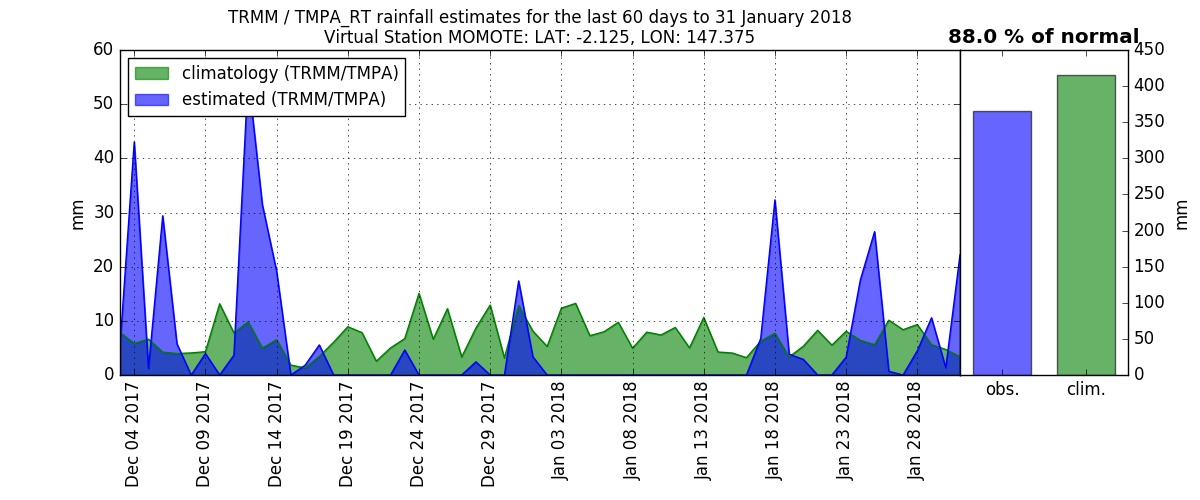 TRMM / TMPA_RT rainfall estimates for the last 60 days to 31 January 2018
Virtual Station MOMOTE: LAT: -2.125, LON: 147.375
88.0 % of normal
climatology (TRMM/TMPA)
estimated (TRMM/TMPA)
mm
60
50
40
30
20
10
0
Dec 04 2017
Dec 09 2017
Dec 14 2017
Dec 19 2017
Dec 24 2017
Dec 29 2017
Jan 03 2018
Jan 08 2018
Jan 13 2018
Jan 18 2018
Jan 23 2018
Jan 28 2018
450
400
350
300
250
200
150
100
50
0
mm
obs.
clim.